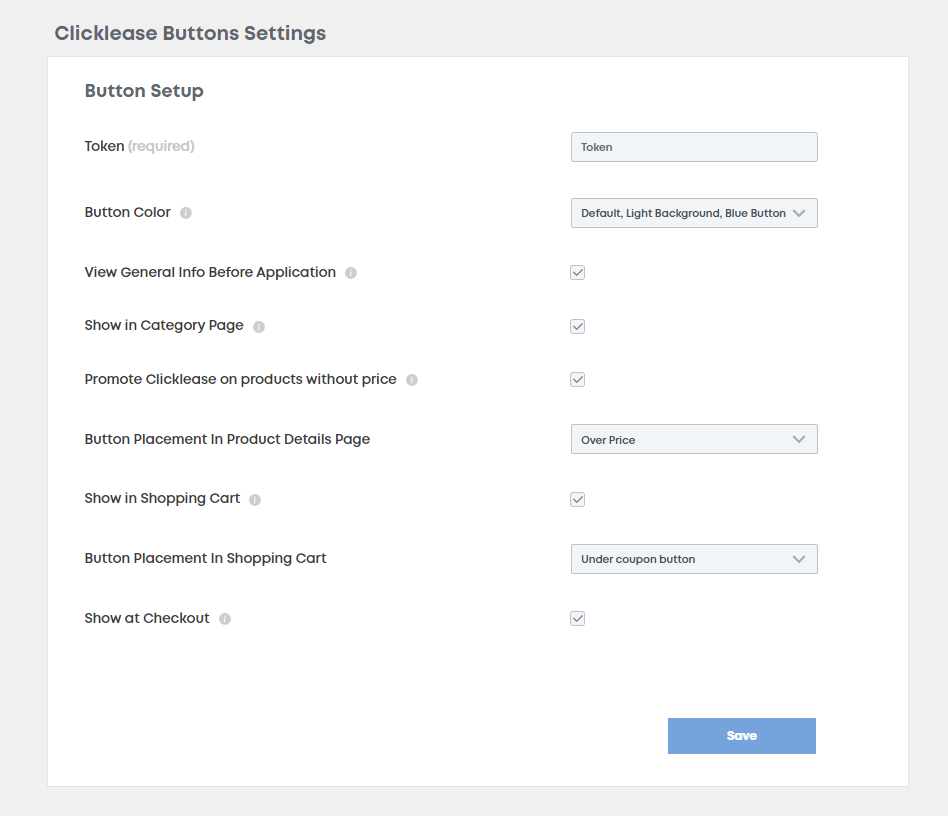 Clicklease Buttons Settings
Button Setup
Token (required)
Token
Button Color
Default, Light Background, Blue Button
View General Info Before Application
Show in Category Page
Promote Clicklease on products without price
Button Placement In Product Details Page
Over Price
Show in Shopping Cart
Button Placement In Shopping Cart
Under coupon button
Show at Checkout
Save